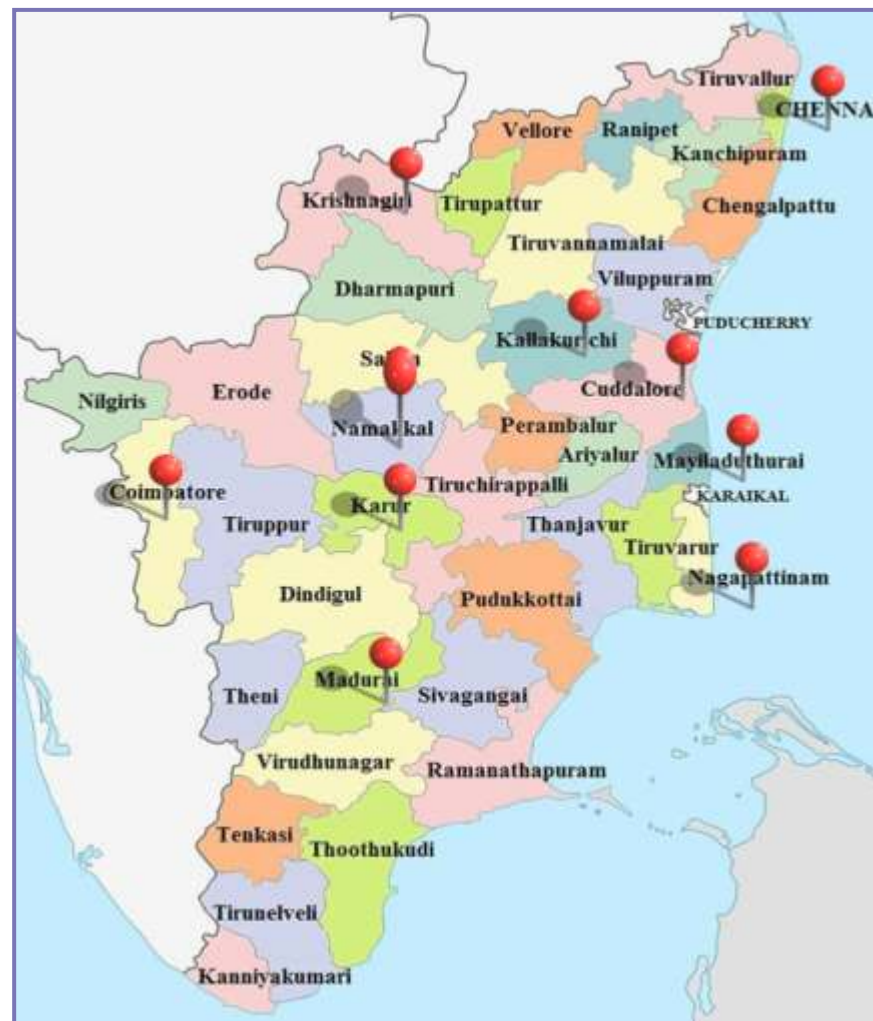 Tiruvallur
CHENNA
Vellore
Ranipet
Kanchipuram
Krishnagiri
Tirupattur
Chengalpattu
Tiruvannamalai
Viluppuram
Dharmapuri
PUDUCHERRY
Kallakurichi
Nilgiris
Erode
Cuddalore
Namakkal
Perambalur
Ariyalur
Mayiladuthurai
Coimbatore
Tiruchirappalli
KARAIKAL
Karur
Tiruppur
Thanjavur
Tiruvarur
Nagapattinam
Dindigul
Pudukkottai
Madurai
Theni
Sivagangai
Virudhunagar
Ramanathapuram
Tenkasi
Thoothukudi
Tirunelveli
Kanniyakumari